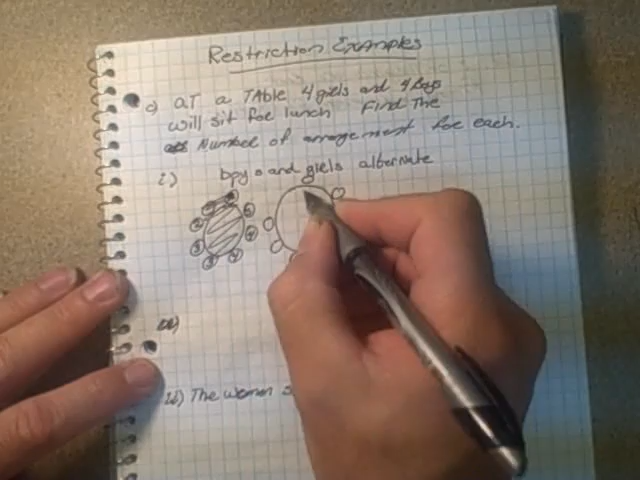 Restriction Examples
c) AT a TAble 4 girls and 4 boys
will sit for lunch Find The
Number of arrangement for each.
i) boys and girls alternate
ii) The women s